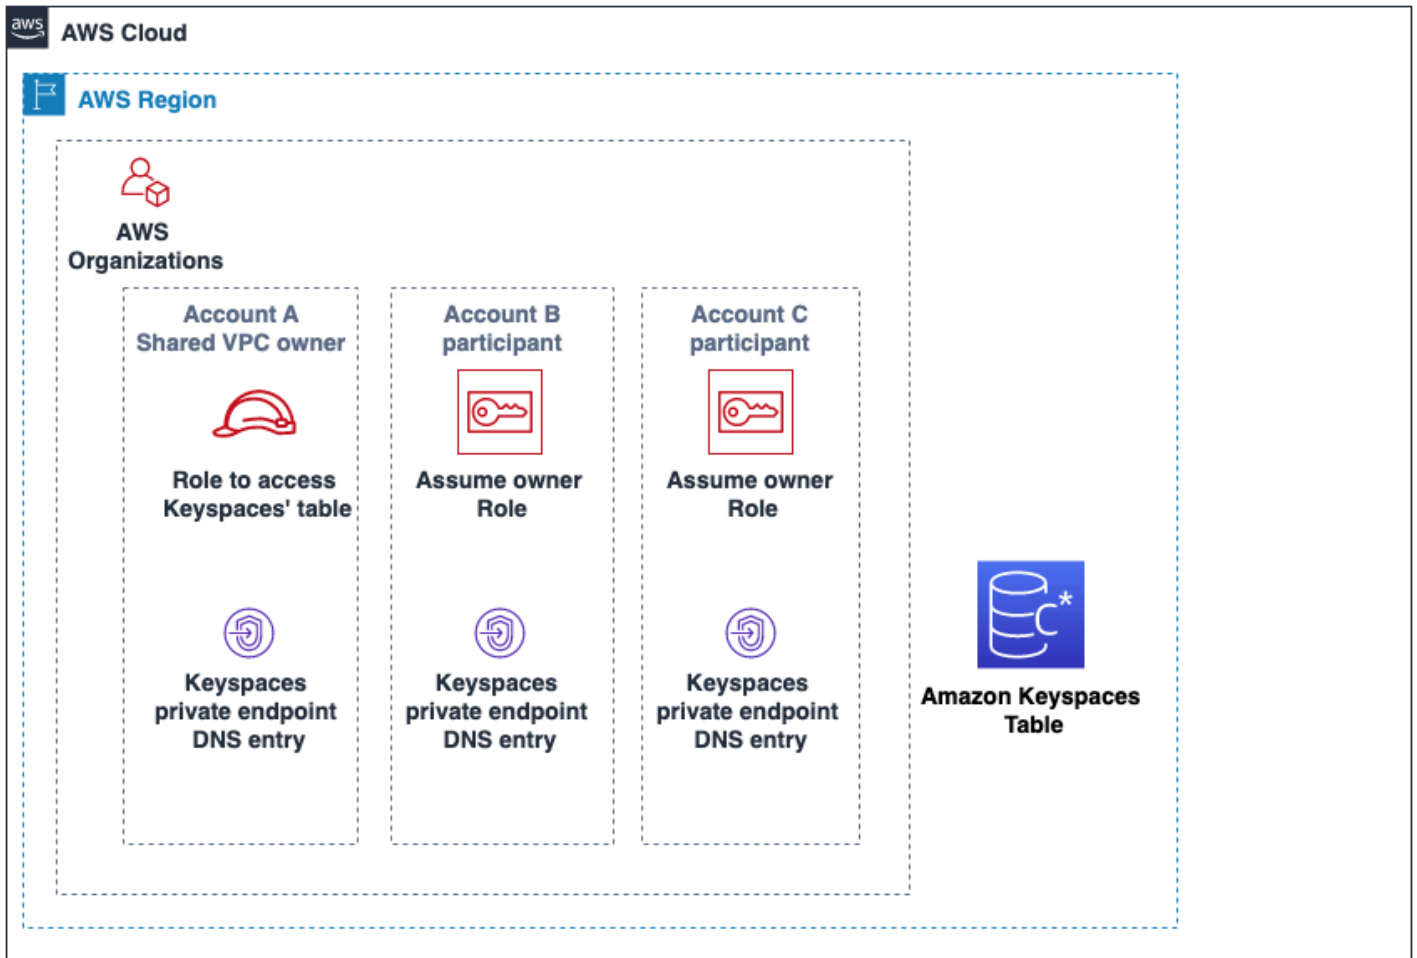 aws
AWS Cloud
AWS Region
AWS
Organizations
Account A
Shared VPC owner
Role to access
Keyspaces' table
Keyspaces
private endpoint
DNS entry
Account B
participant
Assume owner
Role
Keyspaces
private endpoint
DNS entry
Account C
participant
Assume owner
Role
Keyspaces
private endpoint
DNS entry
C*
Amazon Keyspaces
Table